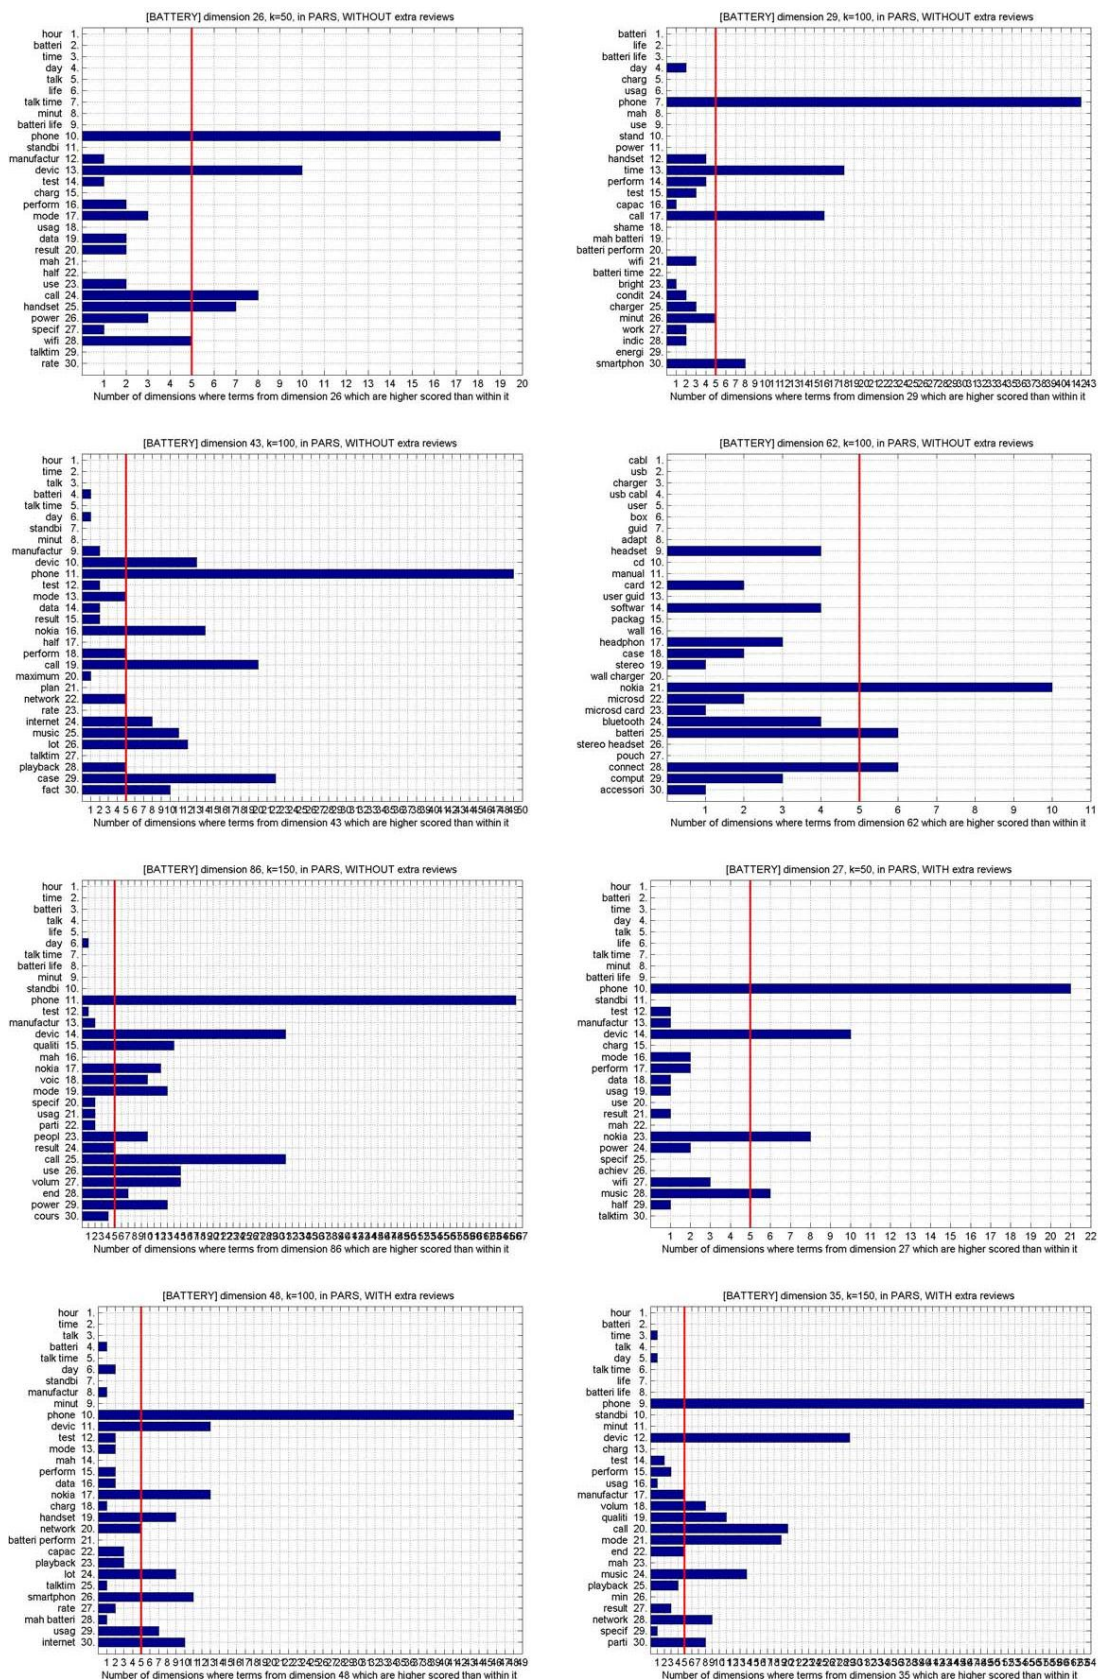 [BATTERY] dimension 26, k=50, in PARS, WITHOUT extra reviews
hour 1.
batteri 2.
time 3.
day 4.
talk 5.
life 6.
talk time 7.
minut 8.
batteri life 9.
phone 10.
standbi 11.
manufactur 12.
devic 13.
test 14.
charg 15.
perform 16.
mode 17.
usag 18.
data 19.
result 20.
mah 21.
half 22.
use 23.
call 24.
handset 25.
power 26.
specif 27.
wifi 28.
talktim 29.
rate 30.
1 2 3 4 5 6 7 8 9 10 11 12 13 14 15 16 17 18 19 20
Number of dimensions where terms from dimension 26 which are higher scored than within it
[BATTERY] dimension 29, k=100, in PARS, WITHOUT extra reviews
batteri 1.
life 2.
batteri life 3.
day 4.
charg 5.
usag 6.
phone 7.
mah 8.
use 9.
stand 10.
power 11.
handset 12.
time 13.
perform 14.
test 15.
capac 16.
call 17.
shame 18.
mah batteri 19.
batteri perform 20.
wifi 21.
batteri time 22.
bright 23.
condit 24.
charger 25.
minut 26.
work 27.
indic 28.
energi 29.
smartphon 30.
Number of dimensions where terms from dimension 29 which are higher scored than within it
[BATTERY] dimension 43, k=100, in PARS, WITHOUT extra reviews
hour 1.
time 2.
talk 3.
batteri 4.
talk time 5.
day 6.
standbi 7.
minut 8.
manufactur 9.
devic 10.
phone 11.
test 12.
mode 13.
data 14.
result 15.
nokia 16.
half 17.
perform 18.
call 19.
maximum 20.
plan 21.
network 22.
rate 23.
internet 24.
music 25.
lot 26.
talktim 27.
playback 28.
case 29.
fact 30.
Number of dimensions where terms from dimension 43 which are higher scored than within it
[BATTERY] dimension 62, k=100, in PARS, WITHOUT extra reviews
cabl 1.
usb 2.
charger 3.
usb cabl 4.
user 5.
box 6.
guid 7.
adapt 8.
headset 9.
cd 10.
manual 11.
card 12.
user guid 13.
softwar 14.
packag 15.
wall 16.
headphon 17.
case 18.
stereo 19.
wall charger 20.
nokia 21.
microsd 22.
microsd card 23.
bluetooth 24.
batteri 25.
stereo headset 26.
pouch 27.
connect 28.
comput 29.
accessori 30.
1 2 3 4 5 6 7 8 9 10 11
Number of dimensions where terms from dimension 62 which are higher scored than within it
[BATTERY] dimension 86, k=150, in PARS, WITHOUT extra reviews
hour 1.
time 2.
batteri 3.
talk 4.
life 5.
day 6.
talk time 7.
batteri life 8.
minut 9.
standbi 10.
phone 11.
test 12.
manufactur 13.
devic 14.
qualiti 15.
mah 16.
nokia 17.
voic 18.
mode 19.
specif 20.
usag 21.
parti 22.
peopl 23.
result 24.
call 25.
use 26.
volum 27.
end 28.
power 29.
cours 30.
Number of dimensions where terms from dimension 86 which are higher scored than within it
[BATTERY] dimension 27, k=50, in PARS, WITH extra reviews
hour 1.
batteri 2.
time 3.
day 4.
talk 5.
life 6.
talk time 7.
minut 8.
batteri life 9.
phone 10.
standbi 11.
test 12.
manufactur 13.
devic 14.
charg 15.
mode 16.
perform 17.
data 18.
usag 19.
use 20.
result 21.
mah 22.
nokia 23.
power 24.
specif 25.
achiev 26.
wifi 27.
music 28.
half 29.
talktim 30.
1 2 3 4 5 6 7 8 9 10 11 12 13 14 15 16 17 18 19 20 21 22
Number of dimensions where terms from dimension 27 which are higher scored than within it
[BATTERY] dimension 48, k=100, in PARS, WITH extra reviews
hour 1.
time 2.
talk 3.
batteri 4.
talk time 5.
day 6.
standbi 7.
manufactur 8.
minut 9.
phone 10.
devic 11.
test 12.
mode 13.
mah 14.
perform 15.
data 16.
nokia 17.
charg 18.
handset 19.
network 20.
batteri perform 21.
capac 22.
playback 23.
lot 24.
talktim 25.
smartphon 26.
rate 27.
mah batteri 28.
usag 29.
internet 30.
Number of dimensions where terms from dimension 48 which are higher scored than within it
[BATTERY] dimension 35, k=150, in PARS, WITH extra reviews
hour 1.
batteri 2.
time 3.
talk 4.
day 5.
talk time 6.
life 7.
batteri life 8.
phone 9.
standbi 10.
minut 11.
devic 12.
charg 13.
test 14.
perform 15.
usag 16.
manufactur 17.
volum 18.
qualiti 19.
call 20.
mode 21.
end 22.
mah 23.
music 24.
playback 25.
min 26.
result 27.
network 28.
specif 29.
parti 30.
Number of dimensions where terms from dimension 35 which are higher scored than within it